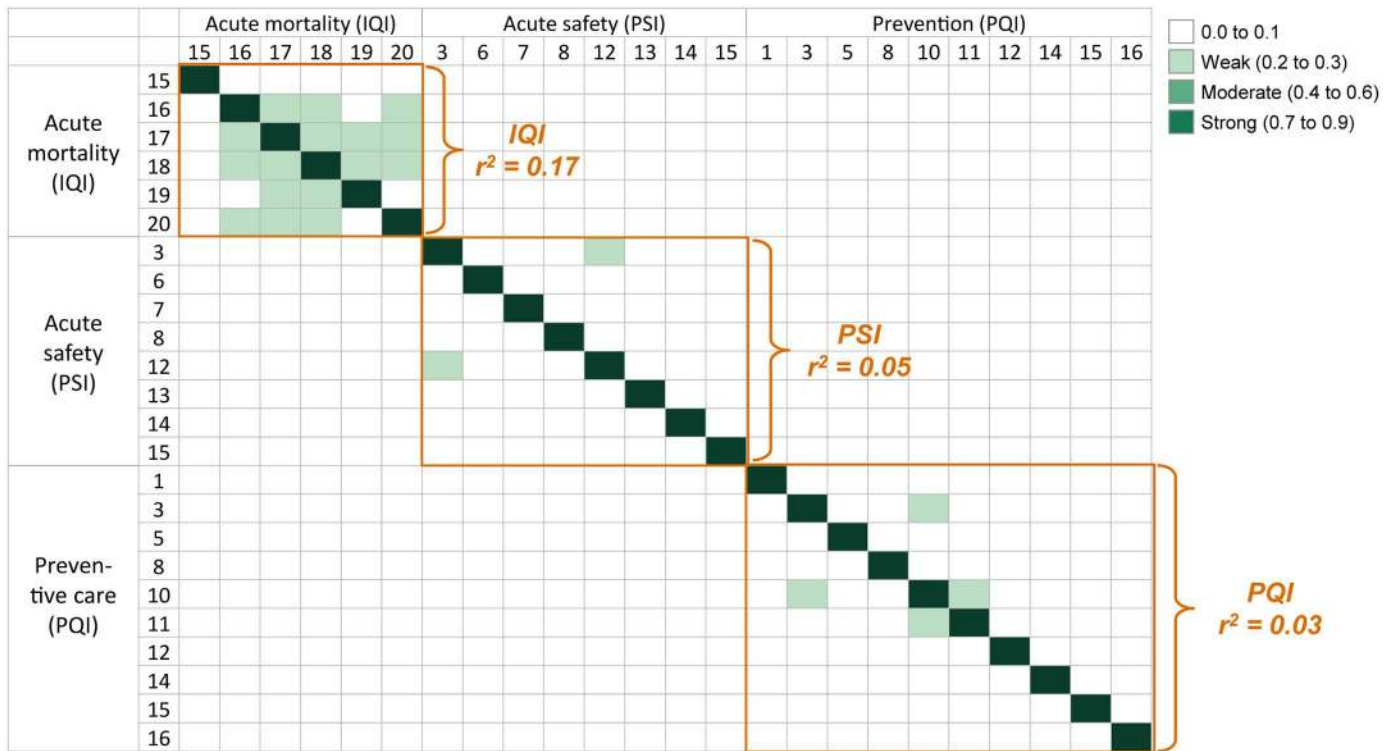 Acute mortality (IQI) Acute safety (PSI) Prevention (PQI)
15 16 17 18 19 20 3 6 7 8 12 13 14 15 1 3 5 8 10 11 12 14 15 16
0.0 to 0.1
Weak (0.2 to 0.3)
Moderate (0.4 to 0.6)
Strong (0.7 to 0.9)
Acute
mortality
(IQI)
15
16
17
18
19
20
IQI
r² = 0.17
Acute
safety
(PSI)
3
6
7
8
12
13
14
15
PSI
r² = 0.05
Preven-
tive care
(PQI)
1
3
5
8
10
11
12
14
15
16
PQI
r² = 0.03